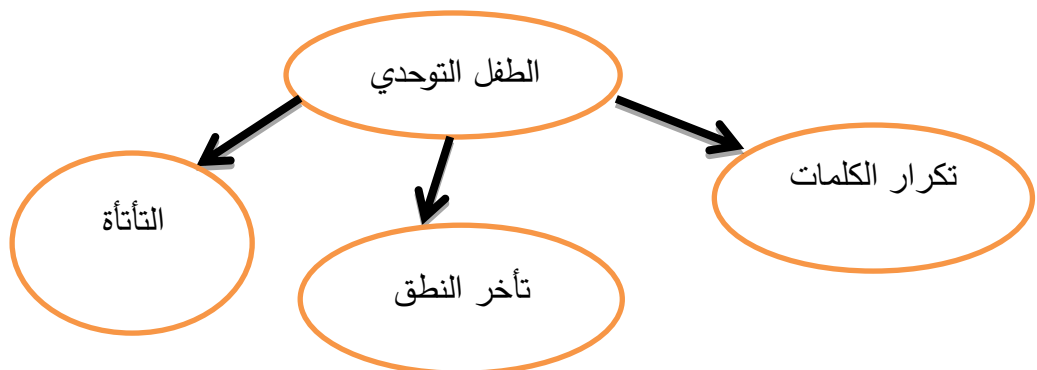 الطفل التوحدي
تكرار الكلمات
تأخر النطق
التأتأة